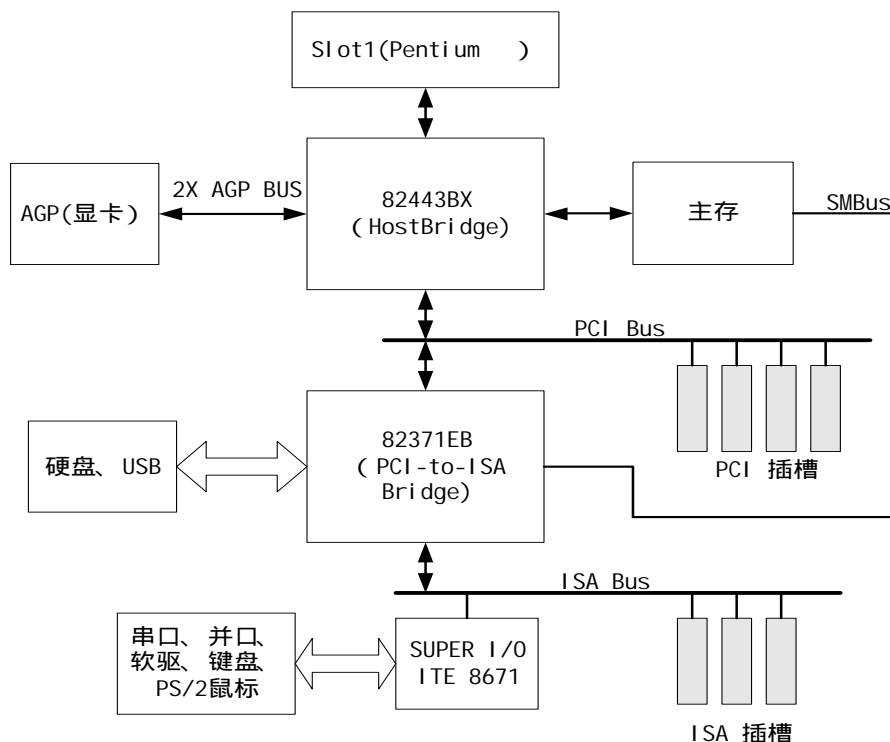 Slot1(Pentium )
2X AGP BUS
AGP(显卡)
82443BX
(HostBridge)
主存
SMBus
PCI Bus
82371EB
(PCI-to-ISA
Bridge)
硬盘、USB
PCI 插槽
ISA Bus
串口、并口、
软驱、键盘、
PS/2鼠标
SUPER I/O
ITE 8671
ISA 插槽